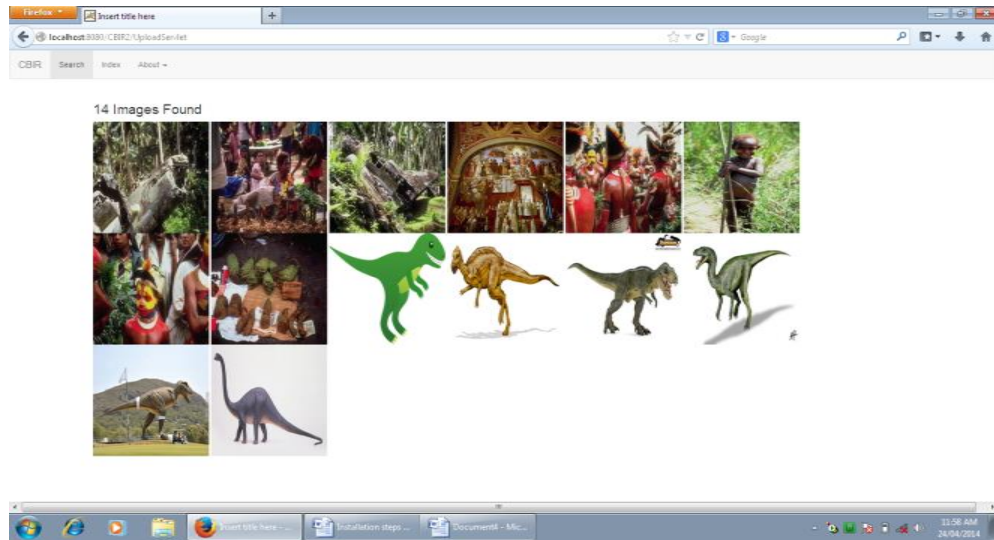 Firefox
Insert title here
localhost:8080/CBIR2/UploadServlet
Google
CBIR Search Index About
14 Images Found
Insert title here - ...
Installation steps ...
Document4 - Mic...
11:58 AM
24/04/2014